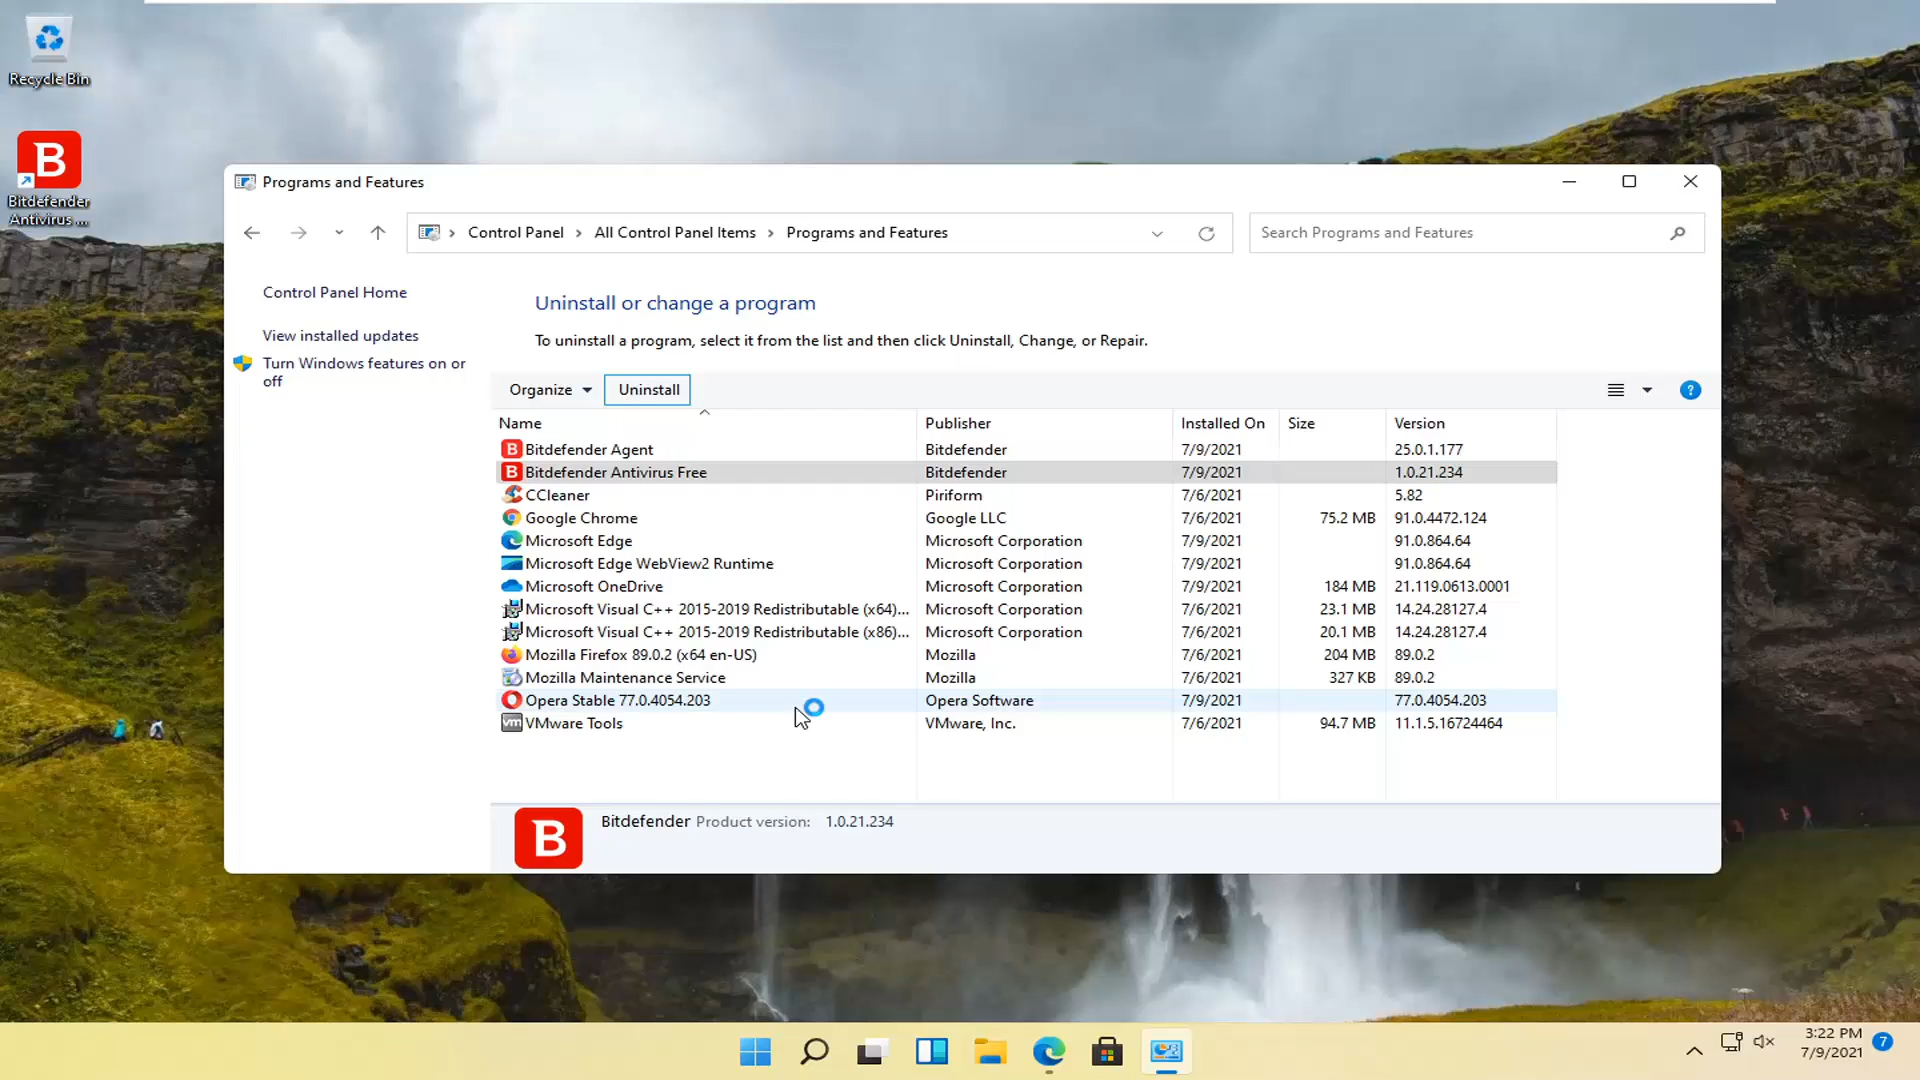 Recycle Bin
B
Bitdefender
Antivirus ...
Programs and Features
Control Panel > All Control Panel Items > Programs and Features
Search Programs and Features
Control Panel Home
View installed updates
Turn Windows features on or
off
Uninstall or change a program
To uninstall a program, select it from the list and then click Uninstall, Change, or Repair.
Organize Uninstall ?
Name Publisher Installed On Size Version
B Bitdefender Agent Bitdefender 7/9/2021 25.0.1.177
B Bitdefender Antivirus Free Bitdefender 7/9/2021 1.0.21.234
CCleaner Piriform 7/6/2021 5.82
Google Chrome Google LLC 7/6/2021 75.2 MB 91.0.4472.124
Microsoft Edge Microsoft Corporation 7/9/2021 91.0.864.64
Microsoft Edge WebView2 Runtime Microsoft Corporation 7/9/2021 91.0.864.64
Microsoft OneDrive Microsoft Corporation 7/9/2021 184 MB 21.119.0613.0001
Microsoft Visual C++ 2015-2019 Redistributable (x64)... Microsoft Corporation 7/6/2021 23.1 MB 14.24.28127.4
Microsoft Visual C++ 2015-2019 Redistributable (x86)... Microsoft Corporation 7/6/2021 20.1 MB 14.24.28127.4
Mozilla Firefox 89.0.2 (x64 en-US) Mozilla 7/6/2021 204 MB 89.0.2
Mozilla Maintenance Service Mozilla 7/6/2021 327 KB 89.0.2
Opera Stable 77.0.4054.203 Opera Software 7/9/2021 77.0.4054.203
vm VMware Tools VMware, Inc. 7/6/2021 94.7 MB 11.1.5.16724464
B Bitdefender Product version: 1.0.21.234
3:22 PM
7/9/2021 7